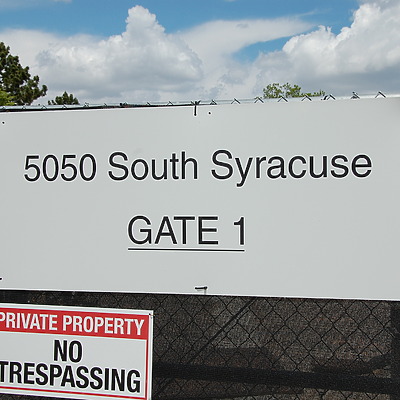 5050 South Syracuse
GATE 1
PRIVATE PROPERTY
NO
TRESPASSING